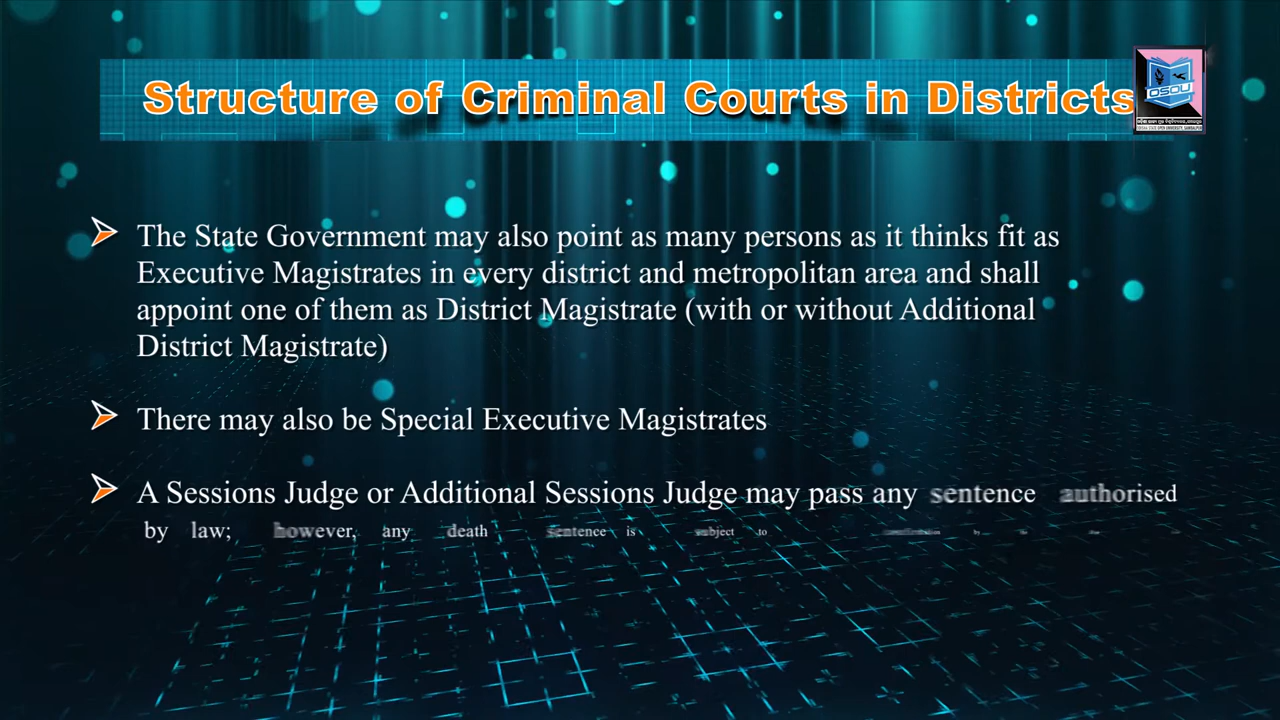 Structure of Criminal Courts in Districts
OSOU
The State Government may also point as many persons as it thinks fit as
Executive Magistrates in every district and metropolitan area and shall
appoint one of them as District Magistrate (with or without Additional
District Magistrate)
There may also be Special Executive Magistrates
A Sessions Judge or Additional Sessions Judge may pass any sentence authorised
by law; however, any death sentence is subject to